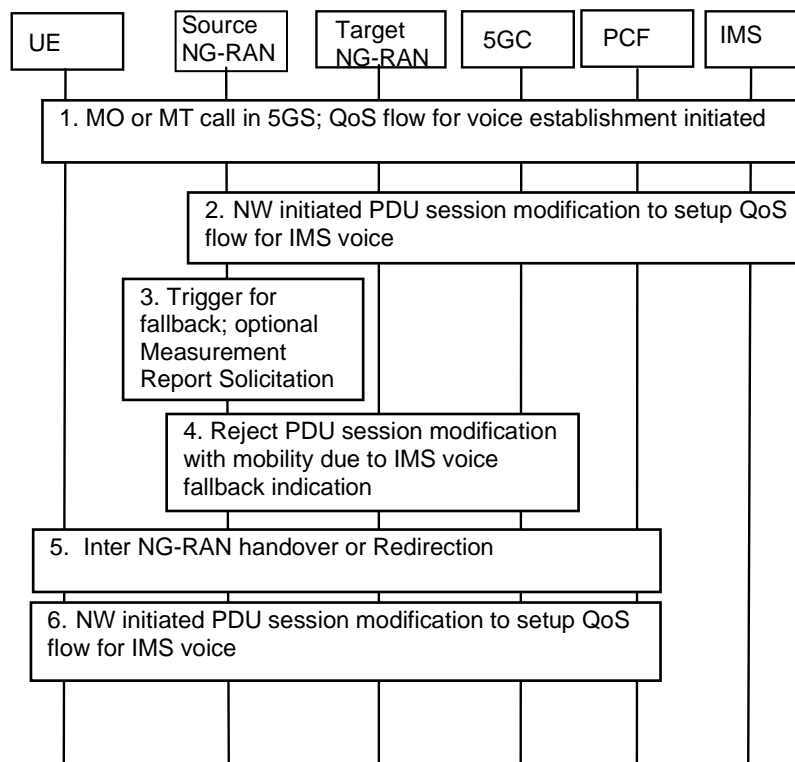 UE
Source
NG-RAN
Target
NG-RAN
5GC
PCF
IMS
1. MO or MT call in 5GS; QoS flow for voice establishment initiated
2. NW initiated PDU session modification to setup QoS
flow for IMS voice
3. Trigger for
fallback; optional
Measurement
Report Solicitation
4. Reject PDU session modification
with mobility due to IMS voice
fallback indication
5. Inter NG-RAN handover or Redirection
6. NW initiated PDU session modification to setup QoS
flow for IMS voice